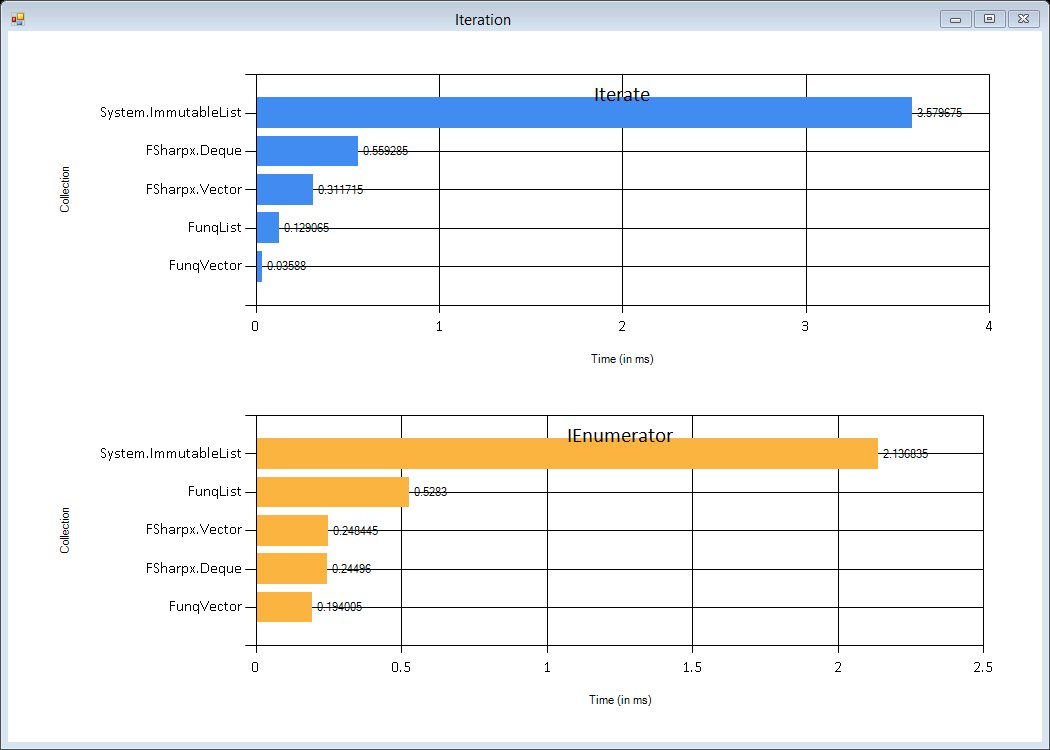 Iteration
Iterate
System.ImmutableList 3.579675
FSharpx.Deque 0.559285
FSharpx.Vector 0.311715
FunqList 0.129065
FunqVector 0.03588
Collection
0 1 2 3 4
Time (in ms)
IEnumerator
System.ImmutableList 2.136835
FunqList 0.5283
FSharpx.Vector 0.248445
FSharpx.Deque 0.24496
FunqVector 0.194005
Collection
0 0.5 1 1.5 2 2.5
Time (in ms)